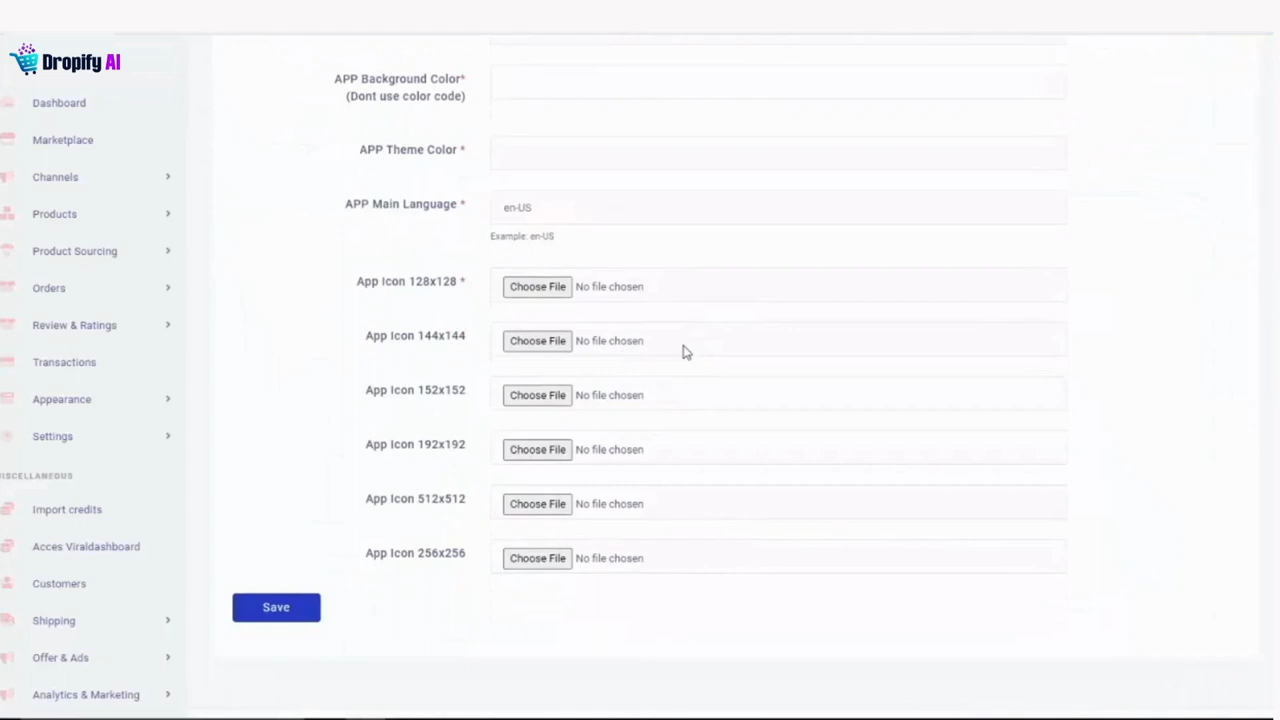 Dropify AI
Dashboard
Marketplace
Channels
Products
Product Sourcing
Orders
Review & Ratings
Transactions
Appearance
Settings
ISCELLANEOUS
Import credits
Acces Viraldashboard
Customers
Shipping
Offer & Ads
Analytics & Marketing
APP Background Color*
(Dont use color code)
APP Theme Color *
APP Main Language *
en-US
Example: en-US
App Icon 128x128 *
Choose File No file chosen
App Icon 144x144
Choose File No file chosen
App Icon 152x152
Choose File No file chosen
App Icon 192x192
Choose File No file chosen
App Icon 512x512
Choose File No file chosen
App Icon 256x256
Choose File No file chosen
Save